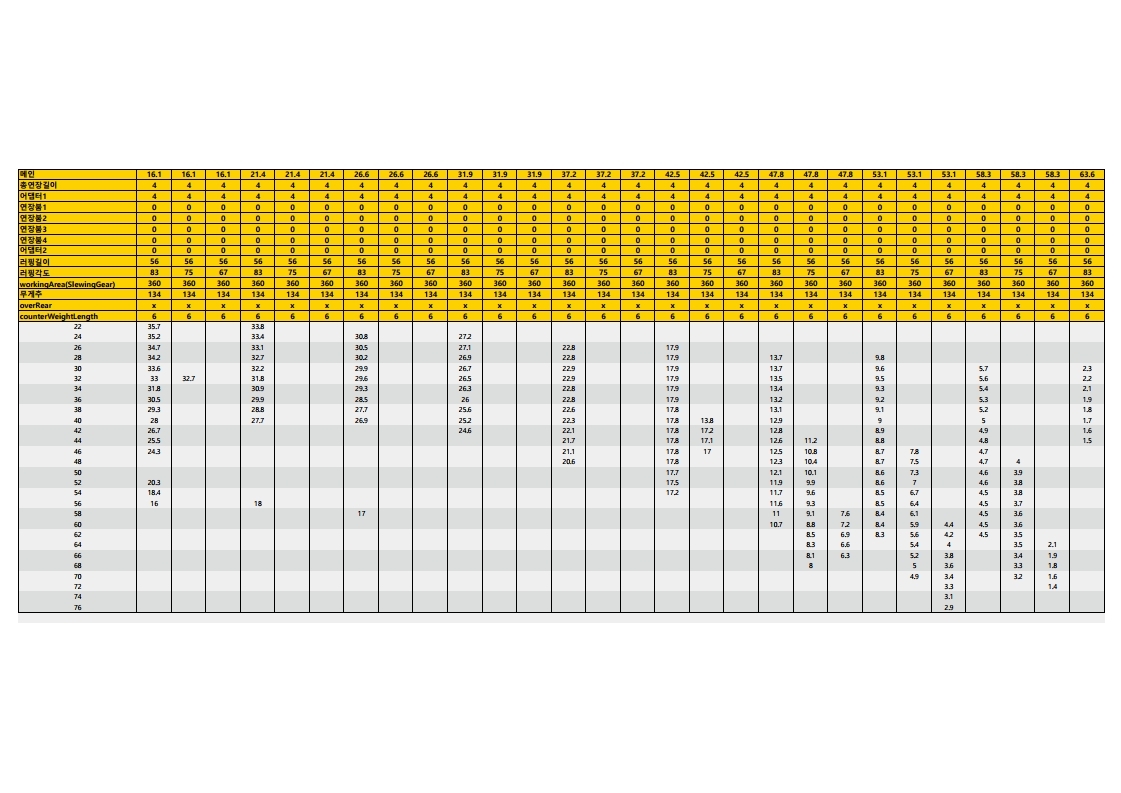 메인 16.1 16.1 16.1 21.4 21.4 21.4 26.6 26.6 26.6 31.9 31.9 31.9 37.2 37.2 37.2 42.5 42.5 42.5 47.8 47.8 47.8 53.1 53.1 53.1 58.3 58.3 58.3 63.6
총연장길이 4 4 4 4 4 4 4 4 4 4 4 4 4 4 4 4 4 4 4 4 4 4 4 4 4 4 4 4
어댑터1 4 4 4 4 4 4 4 4 4 4 4 4 4 4 4 4 4 4 4 4 4 4 4 4 4 4 4 4
연장붐1 0 0 0 0 0 0 0 0 0 0 0 0 0 0 0 0 0 0 0 0 0 0 0 0 0 0 0 0
연장붐2 0 0 0 0 0 0 0 0 0 0 0 0 0 0 0 0 0 0 0 0 0 0 0 0 0 0 0 0
연장붐3 0 0 0 0 0 0 0 0 0 0 0 0 0 0 0 0 0 0 0 0 0 0 0 0 0 0 0 0
연장붐4 0 0 0 0 0 0 0 0 0 0 0 0 0 0 0 0 0 0 0 0 0 0 0 0 0 0 0 0
어댑터2 0 0 0 0 0 0 0 0 0 0 0 0 0 0 0 0 0 0 0 0 0 0 0 0 0 0 0 0
러핑길이 56 56 56 56 56 56 56 56 56 56 56 56 56 56 56 56 56 56 56 56 56 56 56 56 56 56 56 56
러핑각도 83 75 67 83 75 67 83 75 67 83 75 67 83 75 67 83 75 67 83 75 67 83 75 67 83 75 67 83
workingArea(SlewingGear) 360 360 360 360 360 360 360 360 360 360 360 360 360 360 360 360 360 360 360 360 360 360 360 360 360 360 360 360
무게추 134 134 134 134 134 134 134 134 134 134 134 134 134 134 134 134 134 134 134 134 134 134 134 134 134 134 134 134
overRear x x x x x x x x x x x x x x x x x x x x x x x x x x x x
counterWeightLength 6 6 6 6 6 6 6 6 6 6 6 6 6 6 6 6 6 6 6 6 6 6 6 6 6 6 6 6
22 35.7 33.8
24 35.2 33.4 30.8 27.2
26 34.7 33.1 30.5 27.1 22.8 17.9
28 34.2 32.7 30.2 26.9 22.8 17.9 13.7 9.8
30 33.6 32.2 29.9 26.7 22.9 17.9 13.7 9.6 5.7 2.3
32 33 32.7 31.8 29.6 26.5 22.9 17.9 13.5 9.5 5.6 2.2
34 31.8 30.9 29.3 26.3 22.8 17.9 13.4 9.3 5.4 2.1
36 30.5 29.9 28.5 26 22.8 17.9 13.2 9.2 5.3 1.9
38 29.3 28.8 27.7 25.6 22.6 17.8 13.1 9.1 5.2 1.8
40 28 27.7 26.9 25.2 22.3 17.8 13.8 12.9 9 5 1.7
42 26.7 24.6 22.1 17.8 17.2 12.8 8.9 4.9 1.6
44 25.5 21.7 17.8 17.1 12.6 11.2 8.8 4.8 1.5
46 24.3 21.1 17.8 17 12.5 10.8 8.7 7.8 4.7
48 20.6 17.8 12.3 10.4 8.7 7.5 4.7 4
50 17.7 12.1 10.1 8.6 7.3 4.6 3.9
52 20.3 17.5 11.9 9.9 8.6 7 4.6 3.8
54 18.4 17.2 11.7 9.6 8.5 6.7 4.5 3.8
56 16 18 11.6 9.3 8.5 6.4 4.5 3.7
58 17 11 9.1 7.6 8.4 6.1 4.5 3.6
60 10.7 8.8 7.2 8.4 5.9 4.4 4.5 3.6
62 8.5 6.9 8.3 5.6 4.2 4.5 3.5
64 8.3 6.6 5.4 4 3.5 2.1
66 8.1 6.3 5.2 3.8 3.4 1.9
68 8 5 3.6 3.3 1.8
70 4.9 3.4 3.2 1.6
72 3.3 1.4
74 3.1
76 2.9